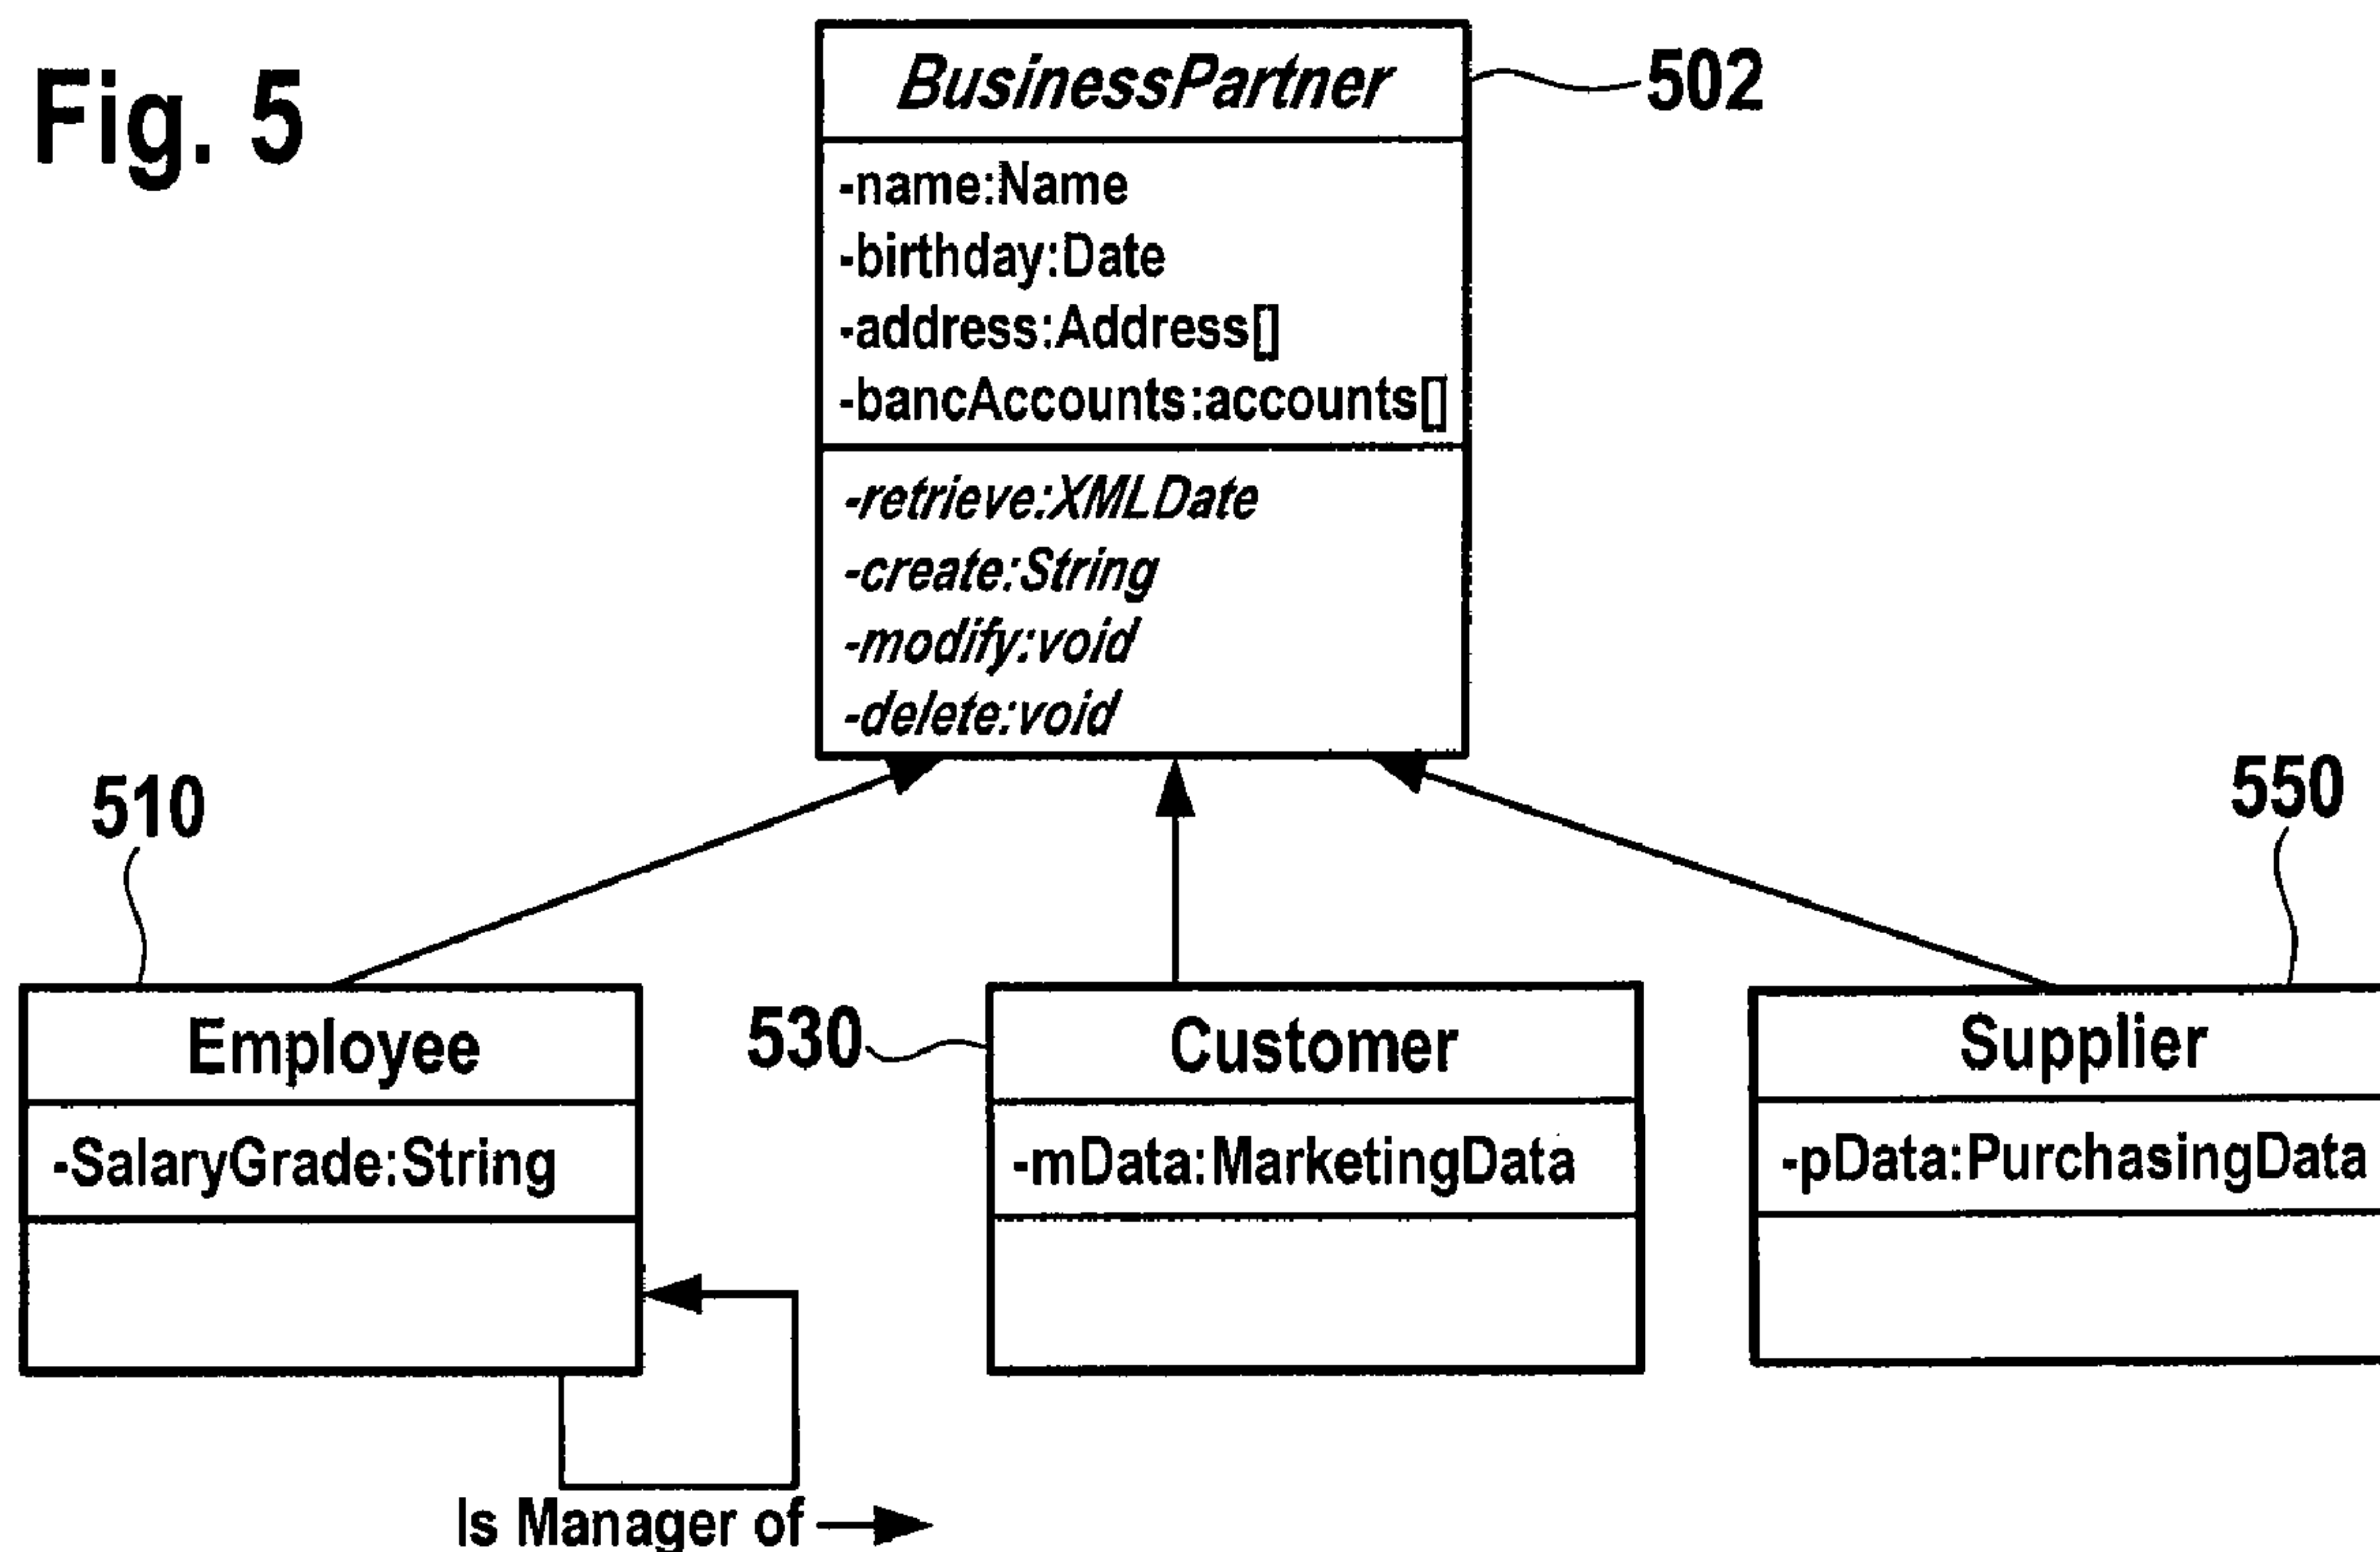 Fig. 5
BusinessPartner
502
-name:Name
-birthday:Date
-address:Address[]
-bancAccounts:accounts[]
-retrieve:XMLDate
-create:String
-modify:void
-delete:void
510
550
Employee
-SalaryGrade:String
530
Customer
-mData:MarketingData
Supplier
-pData:PurchasingData
Is Manager of